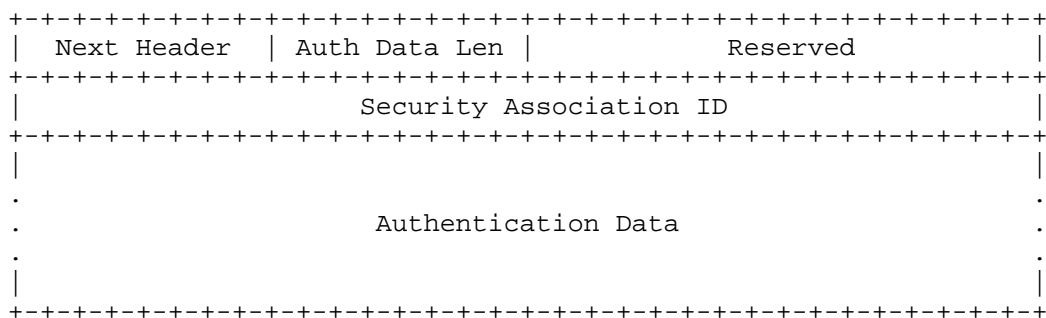 +-+-+-+-+-+-+-+-+-+-+-+-+-+-+-+-+-+-+-+-+-+-+-+-+-+-+-+-+-+-+-+-+
|  Next Header  | Auth Data Len |            Reserved           |
+-+-+-+-+-+-+-+-+-+-+-+-+-+-+-+-+-+-+-+-+-+-+-+-+-+-+-+-+-+-+-+-+
|                    Security Association ID                    |
+-+-+-+-+-+-+-+-+-+-+-+-+-+-+-+-+-+-+-+-+-+-+-+-+-+-+-+-+-+-+-+-+
|                                                               |
.                                                               .
.                      Authentication Data                      .
.                                                               .
|                                                               |
+-+-+-+-+-+-+-+-+-+-+-+-+-+-+-+-+-+-+-+-+-+-+-+-+-+-+-+-+-+-+-+-+